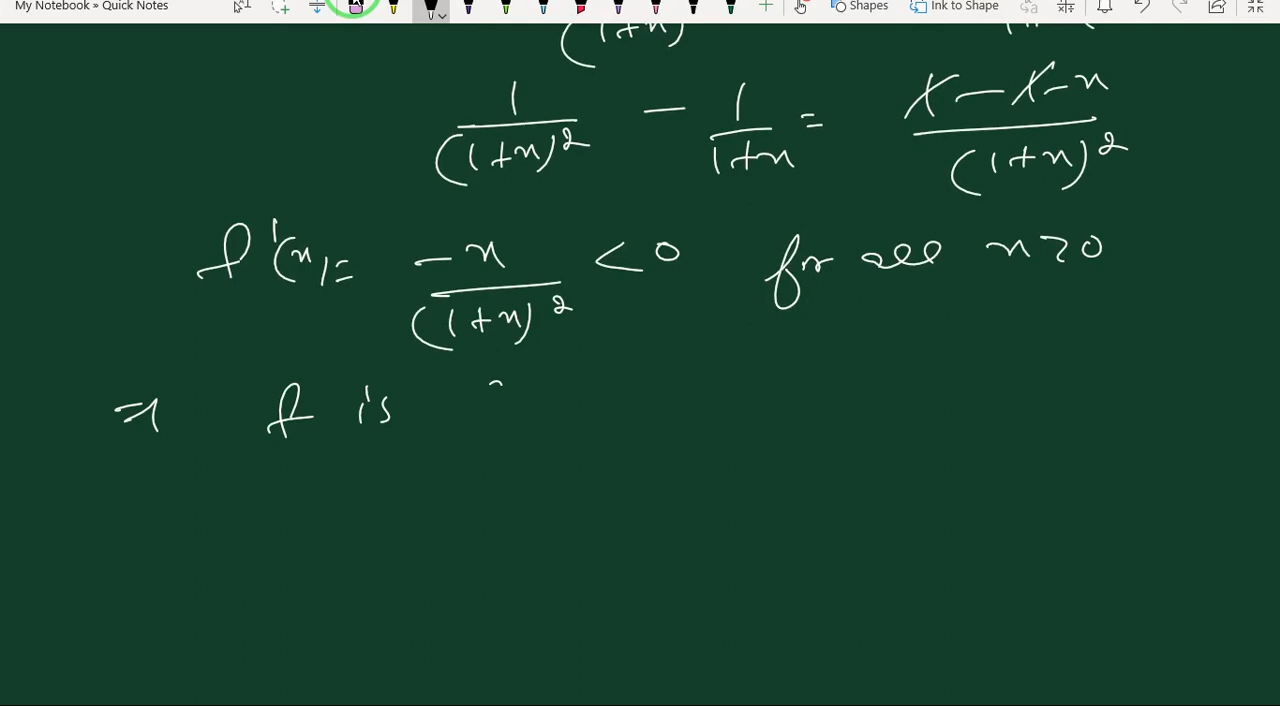 My Notebook » Quick Notes Shapes Ink to Shape
(1+x)
1/(1+x)² - 1/1+x = 1-1-x/(1+x)²
f'(x) = -x/(1+x)² < 0 for all x>0
⇒ f is